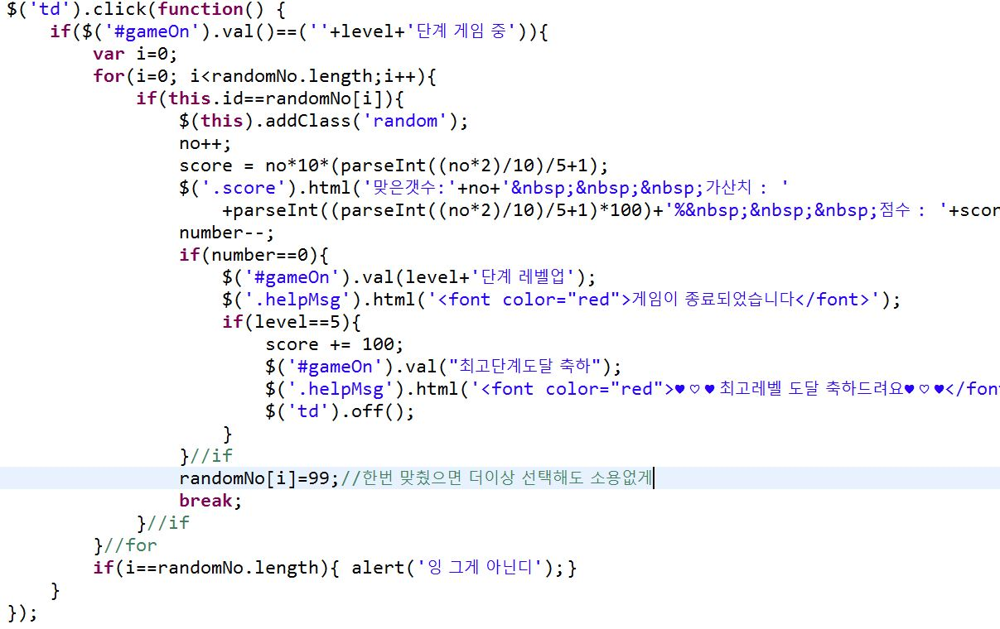 $('td').click(function() {
    if($('#gameOn').val()==(''+level+'단계 게임 중')){
        var i=0;
        for(i=0; i<randomNo.length;i++){
            if(this.id==randomNo[i]){
                $(this).addClass('random');
                no++;
                score = no*10*(parseInt((no*2)/10)/5+1);
                $('.score').html('맞은갯수:'+no+'&nbsp;&nbsp;&nbsp;가산치 : '
                    +parseInt((parseInt((no*2)/10)/5+1)*100)+'%&nbsp;&nbsp;&nbsp;점수 : '+scor
                number--;
                if(number==0){
                    $('#gameOn').val(level+'단계 레벨업');
                    $('.helpMsg').html('<font color="red">게임이 종료되었습니다</font>');
                    if(level==5){
                        score += 100;
                        $('#gameOn').val("최고단계도달 축하");
                        $('.helpMsg').html('<font color="red">♥♡♥최고레벨 도달 축하드려요♥♡♥</fon
                        $('td').off();
                    }
                }//if
                randomNo[i]=99;//한번 맞췄으면 더이상 선택해도 소용없게
                break;
            }//if
        }//for
        if(i==randomNo.length){ alert('잉 그게 아닌디');}
    }
});